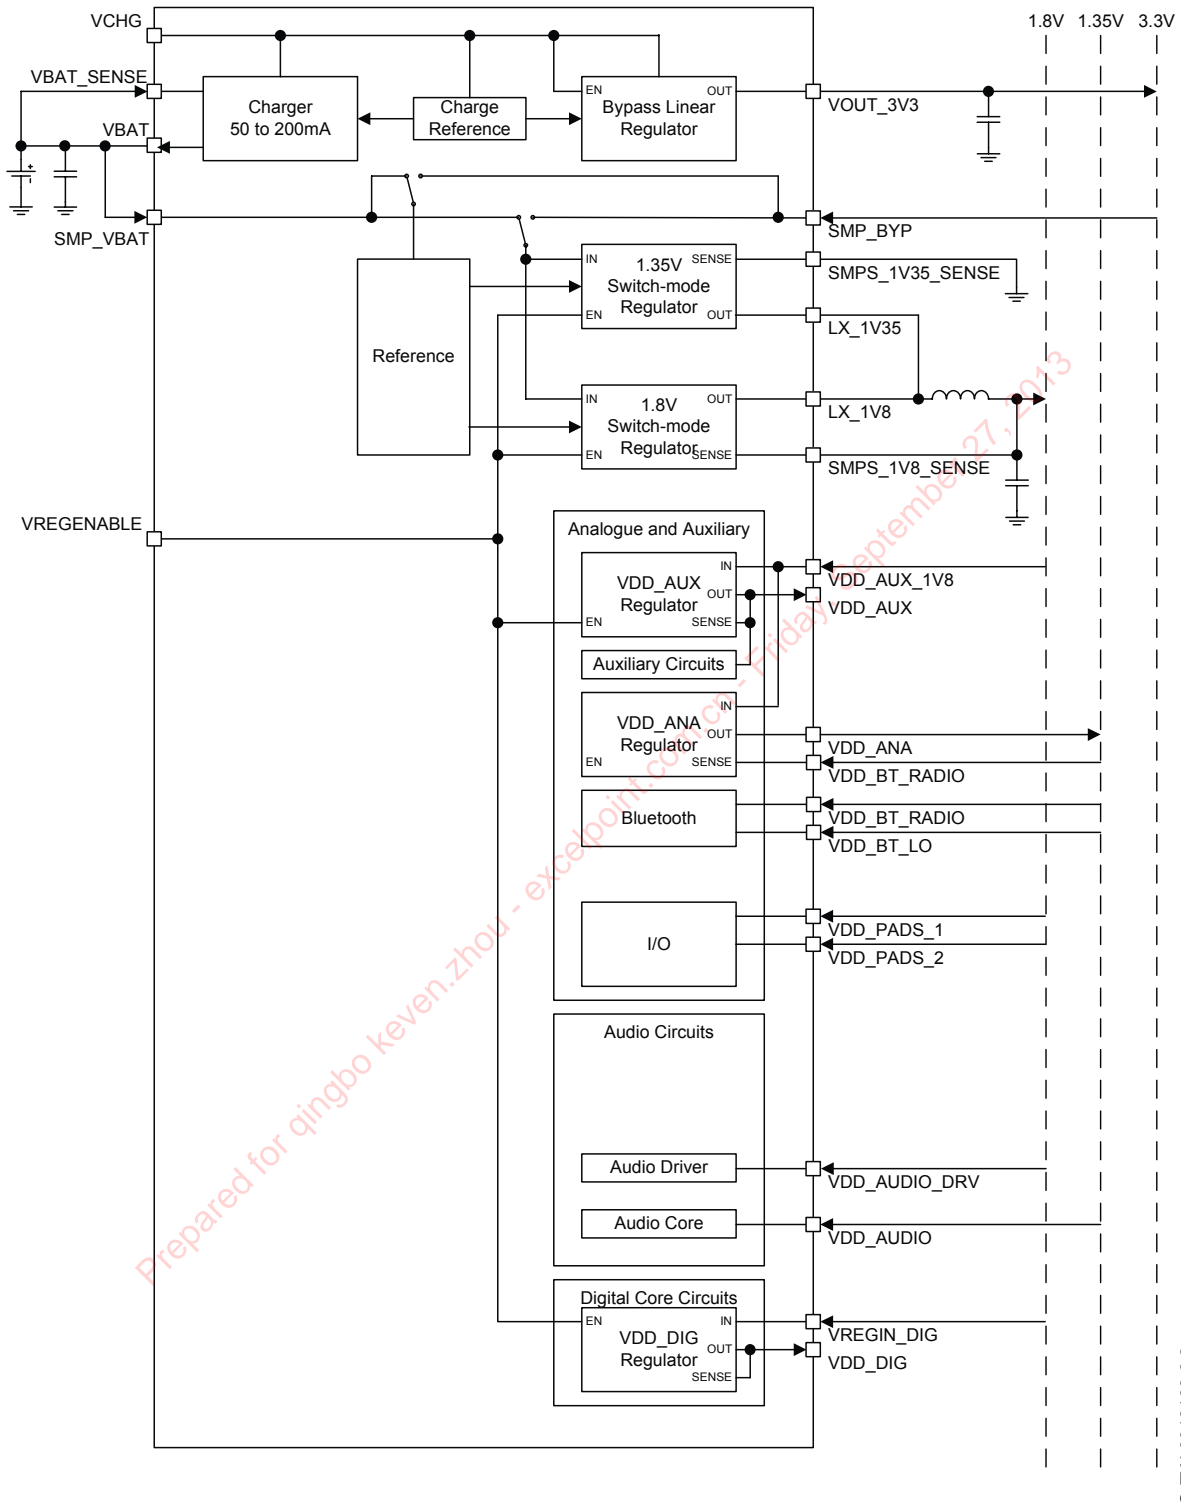 VCHG
1.8V 1.35V 3.3V
VBAT_SENSE
VBAT
Charger
50 to 200mA
Charge
Reference
EN
OUT
Bypass Linear
Regulator
VOUT_3V3
+
-
SMP_VBAT
SMP_BYP
Reference
IN
SENSE
1.35V
Switch-mode
Regulator
EN
OUT
SMPS_1V35_SENSE
LX_1V35
IN
OUT
1.8V
Switch-mode
Regulator
EN
SENSE
LX_1V8
SMPS_1V8_SENSE
VREGENABLE
Analogue and Auxiliary
IN
VDD_AUX
Regulator
OUT
EN
SENSE
VDD_AUX_1V8
VDD_AUX
Auxiliary Circuits
IN
VDD_ANA
Regulator
OUT
EN
SENSE
VDD_ANA
VDD_BT_RADIO
Bluetooth
VDD_BT_RADIO
VDD_BT_LO
I/O
VDD_PADS_1
VDD_PADS_2
Audio Circuits
Audio Driver
VDD_AUDIO_DRV
Audio Core
VDD_AUDIO
Digital Core Circuits
EN
IN
VDD_DIG
Regulator
OUT
SENSE
VREGIN_DIG
VDD_DIG
Prepared for qingbo keven.zhou - excelpoint.com.cn - Friday, September 27, 2013